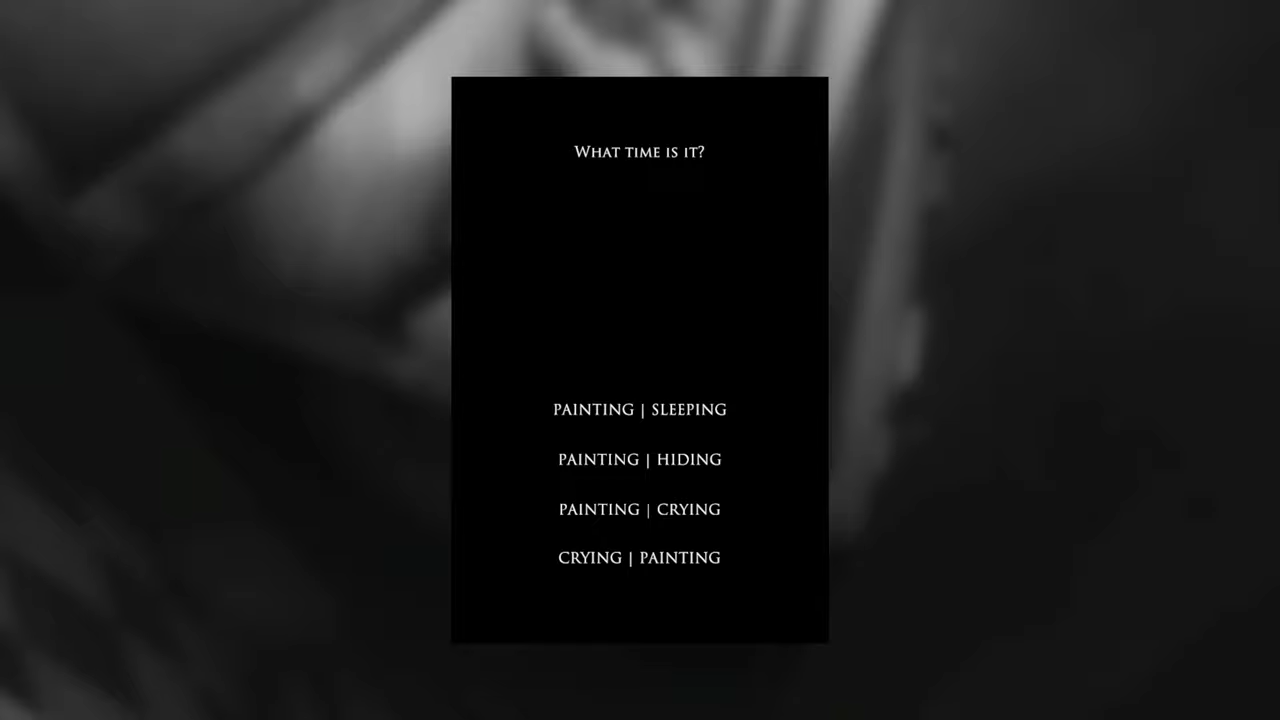 What time is it?
PAINTING | SLEEPING
PAINTING | HIDING
PAINTING | CRYING
CRYING | PAINTING